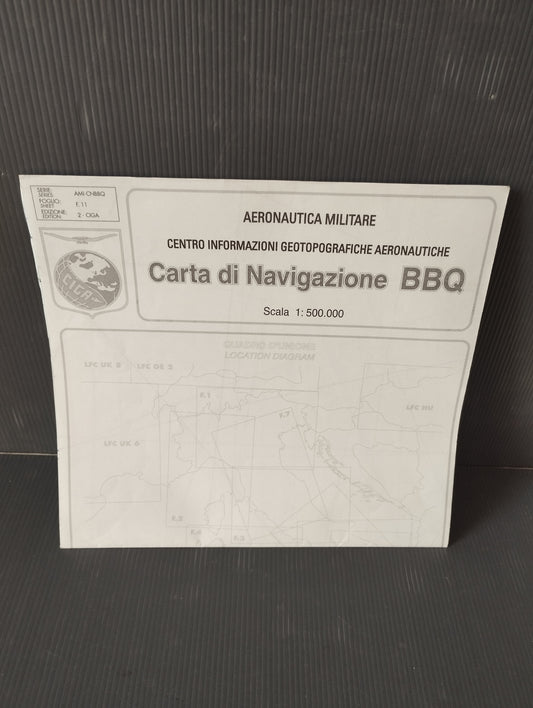 SERIE: AMI-CNBBQ
SERIES
FOGLIO: E 11
SHEET
EDIZIONE: 2 - CIGA
EDITION
AERONAUTICA MILITARE
CENTRO INFORMAZIONI GEOTOPOGRAFICHE AERONAUTICHE
Carta di Navigazione BBQ
CIGA
Scala 1: 500.000
QUADRO D'UNIONE
LOCATION DIAGRAM
LFC UK 8
LFC GE 2
F.1
F.7
LFC HU
LFC UK 6
F.2
F.4
F.3